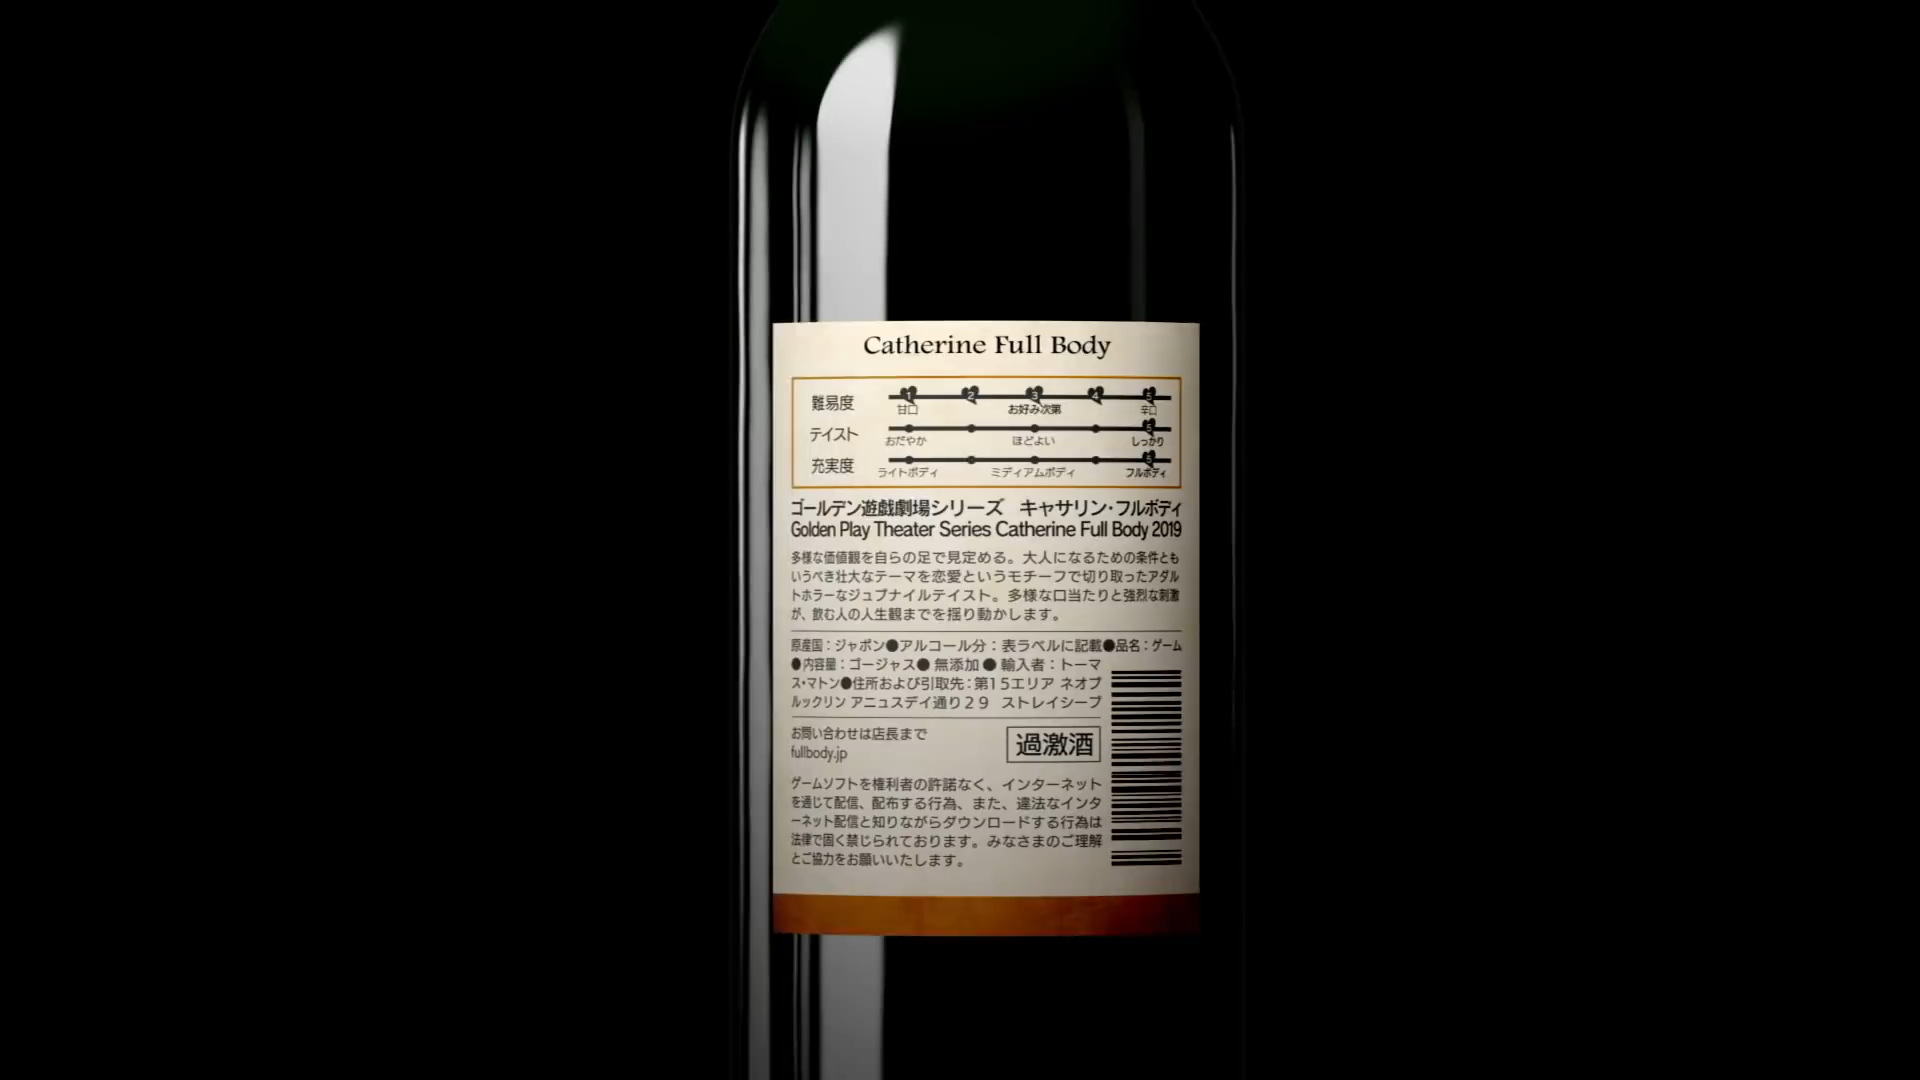 Catherine Full Body
難易度 1 2 3 4 5
甘口 お好み次第 辛口
テイスト 5
おだやか ほどよい しっかり
充実度 5
ライトボディ ミディアムボディ フルボディ
ゴールデン遊戯劇場シリーズ キャサリン・フルボディ
Golden Play Theater Series Catherine Full Body 2019
多様な価値観を自らの足で見定める。大人になるための条件とも
いうべき壮大なテーマを恋愛というモチーフで切り取ったアダル
トホラーなジュブナイルテイスト。多様な口当たりと強烈な刺激
が、飲む人の人生観までを揺り動かします。
原産国：ジャポン●アルコール分：表ラベルに記載●品名：ゲーム
●内容量：ゴージャス● 無添加 ● 輸入者：トーマ
ス・マトン●住所および引取先：第１５エリア ネオブ
ルックリン アニュスデイ通り２９ ストレイシープ
お問い合わせは店長まで
fullbody.jp
過激酒
ゲームソフトを権利者の許諾なく、インターネット
を通じて配信、配布する行為、また、違法なインタ
ーネット配信と知りながらダウンロードする行為は
法律で固く禁じられております。みなさまのご理解
とご協力をお願いいたします。